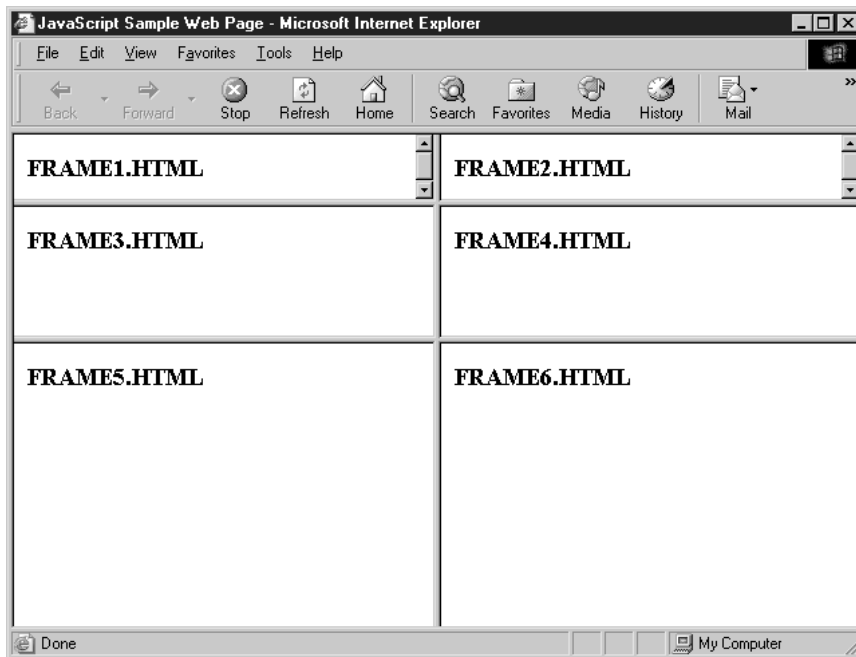 JavaScript Sample Web Page - Microsoft Internet Explorer
File Edit View Favorites Tools Help
Back Forward Stop Refresh Home Search Favorites Media History Mail »
FRAME1.HTML FRAME2.HTML
FRAME3.HTML FRAME4.HTML
FRAME5.HTML FRAME6.HTML
Done My Computer